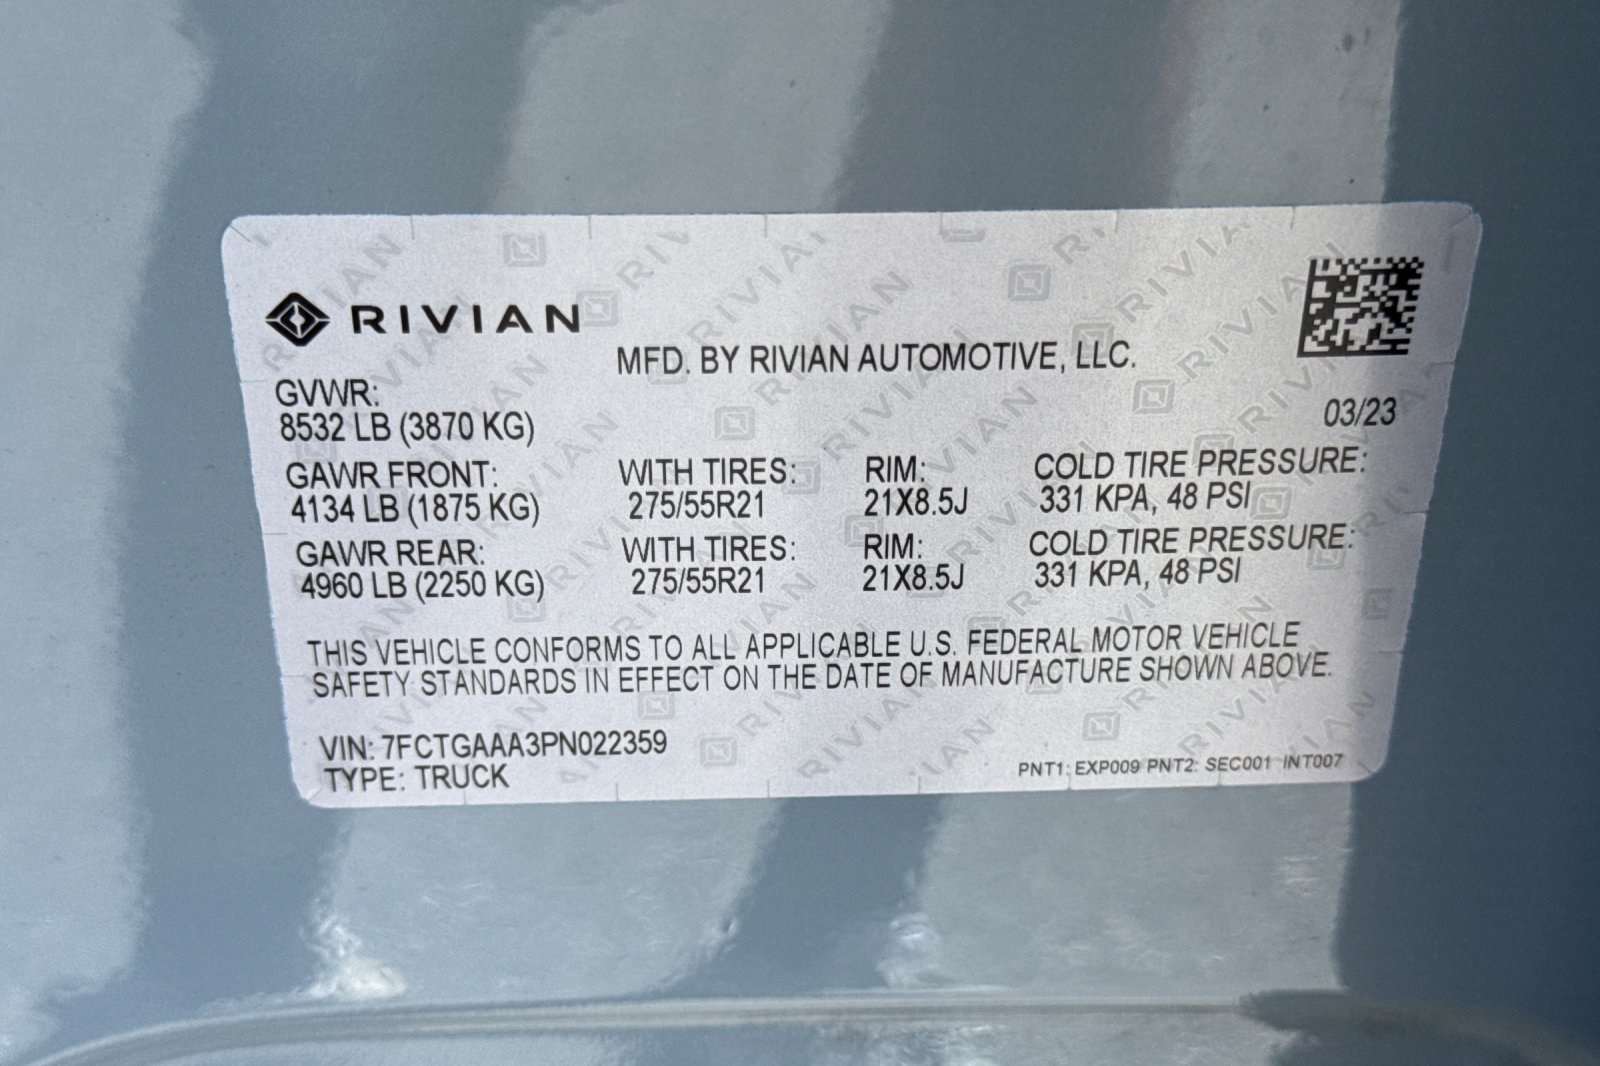 RIVIAN
MFD. BY RIVIAN AUTOMOTIVE, LLC.
GVWR:
8532 LB (3870 KG)
03/23
GAWR FRONT: WITH TIRES: RIM: COLD TIRE PRESSURE:
4134 LB (1875 KG) 275/55R21 21X8.5J 331 KPA, 48 PSI
GAWR REAR: WITH TIRES: RIM: COLD TIRE PRESSURE:
4960 LB (2250 KG) 275/55R21 21X8.5J 331 KPA, 48 PSI
THIS VEHICLE CONFORMS TO ALL APPLICABLE U.S. FEDERAL MOTOR VEHICLE
SAFETY STANDARDS IN EFFECT ON THE DATE OF MANUFACTURE SHOWN ABOVE.
VIN: 7FCTGAAA3PN022359
TYPE: TRUCK
PNT1: EXP009 PNT2: SEC001 INT007